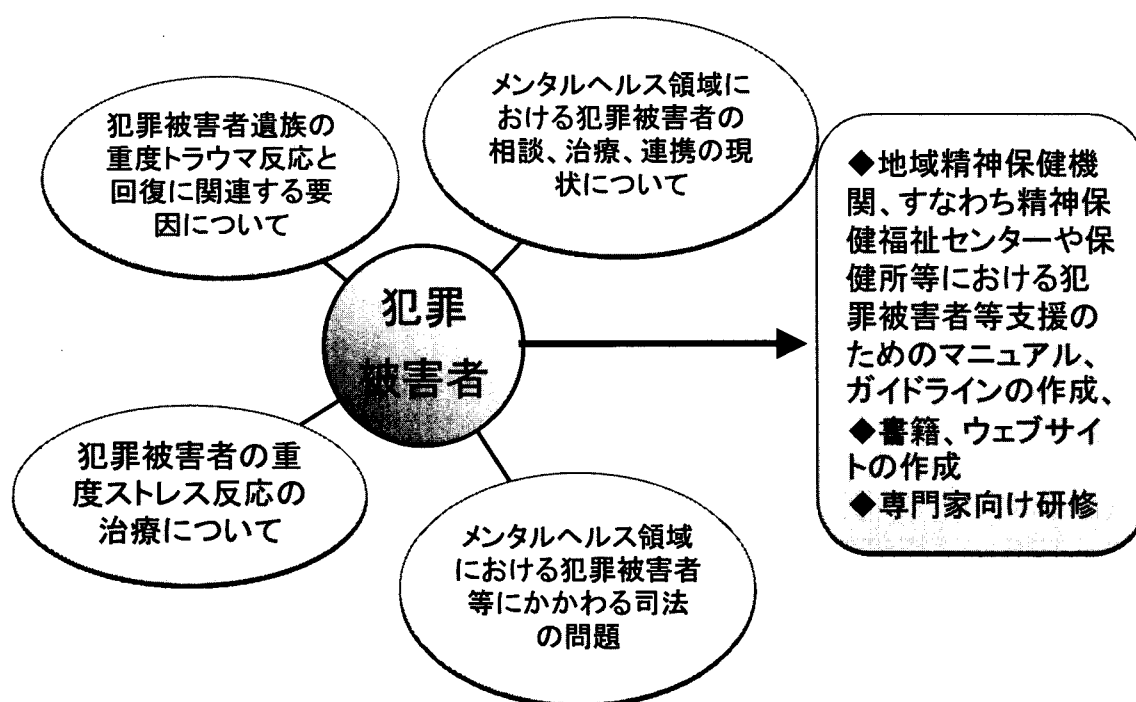 犯罪被害者遺族の
重度トラウマ反応と
回復に関連する要
因について
メンタルヘルス領域に
おける犯罪被害者の
相談、治療、連携の現
状について
犯罪
被害者
犯罪被害者の重
度ストレス反応の
治療について
メンタルヘルス領域
における犯罪被害者
等にかかわる司法
の問題
◆地域精神保健機
関、すなわち精神保
健福祉センターや保
健所等における犯
罪被害者等支援の
ためのマニュアル、
ガイドラインの作成、
◆書籍、ウェブサイ
トの作成
◆専門家向け研修